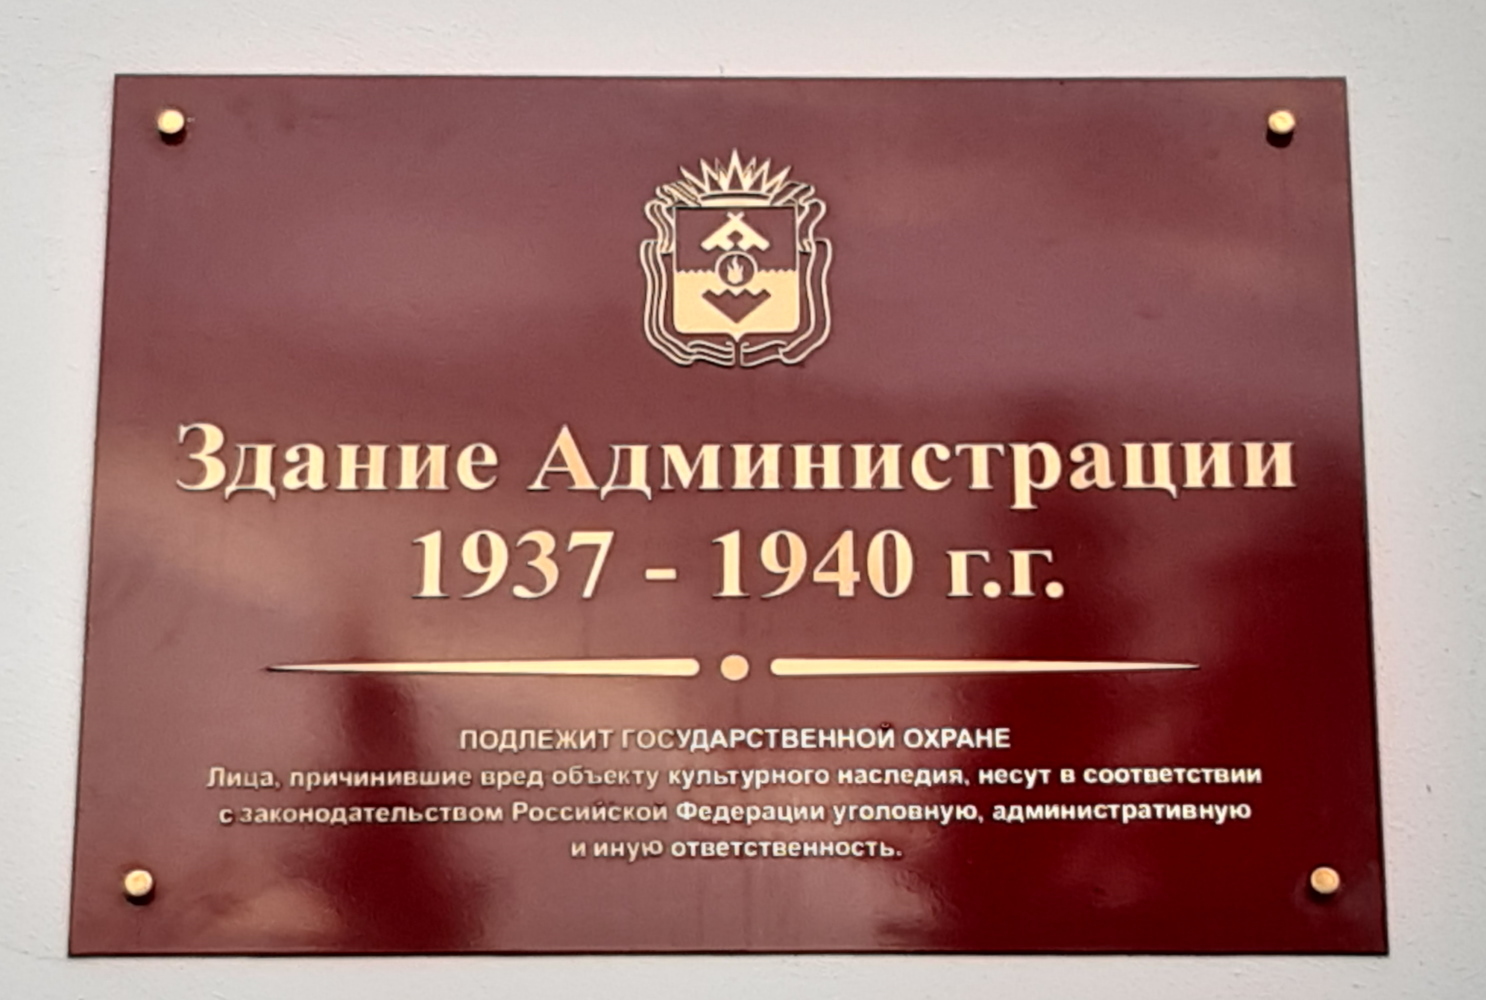 Здание Администрации
1937 - 1940 г.г.
ПОДЛЕЖИТ ГОСУДАРСТВЕННОЙ ОХРАНЕ
Лица, причинившие вред объекту культурного наследия, несут в соответствии
с законодательством Российской Федерации уголовную, административную
и иную ответственность.